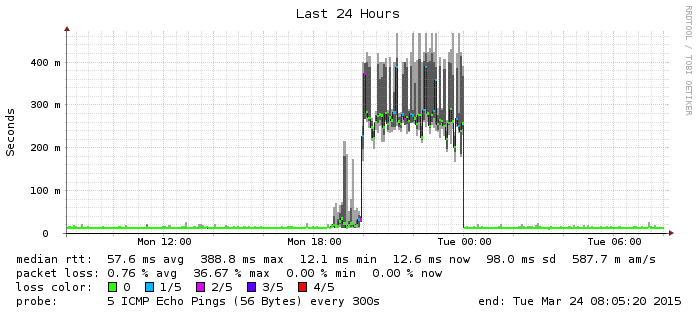 Last 24 Hours
RRDTOOL / TOBI OETIKER
Seconds
400 m
300 m
200 m
100 m
0
Mon 12:00 Mon 18:00 Tue 00:00 Tue 06:00
median rtt: 57.6 ms avg 388.8 ms max 12.1 ms min 12.6 ms now 98.0 ms sd 587.7 m am/s
packet loss: 0.76 % avg 36.67 % max 0.00 % min 0.00 % now
loss color: 0 1/5 2/5 3/5 4/5
probe: 5 ICMP Echo Pings (56 Bytes) every 300s end: Tue Mar 24 08:05:20 2015